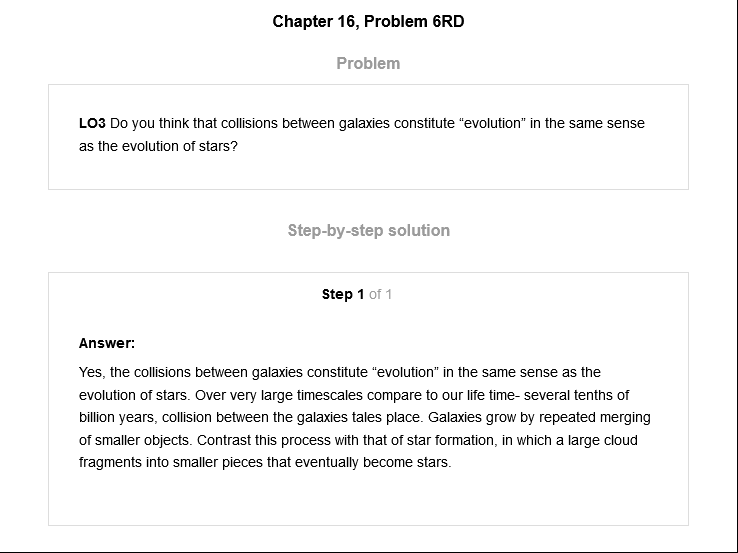 Chapter 16, Problem 6RD
Problem
LO3 Do you think that collisions between galaxies constitute “evolution” in the same sense
as the evolution of stars?
Step-by-step solution
Step 1 of 1
Answer:
Yes, the collisions between galaxies constitute “evolution” in the same sense as the
evolution of stars. Over very large timescales compare to our life time- several tenths of
billion years, collision between the galaxies tales place. Galaxies grow by repeated merging
of smaller objects. Contrast this process with that of star formation, in which a large cloud
fragments into smaller pieces that eventually become stars.